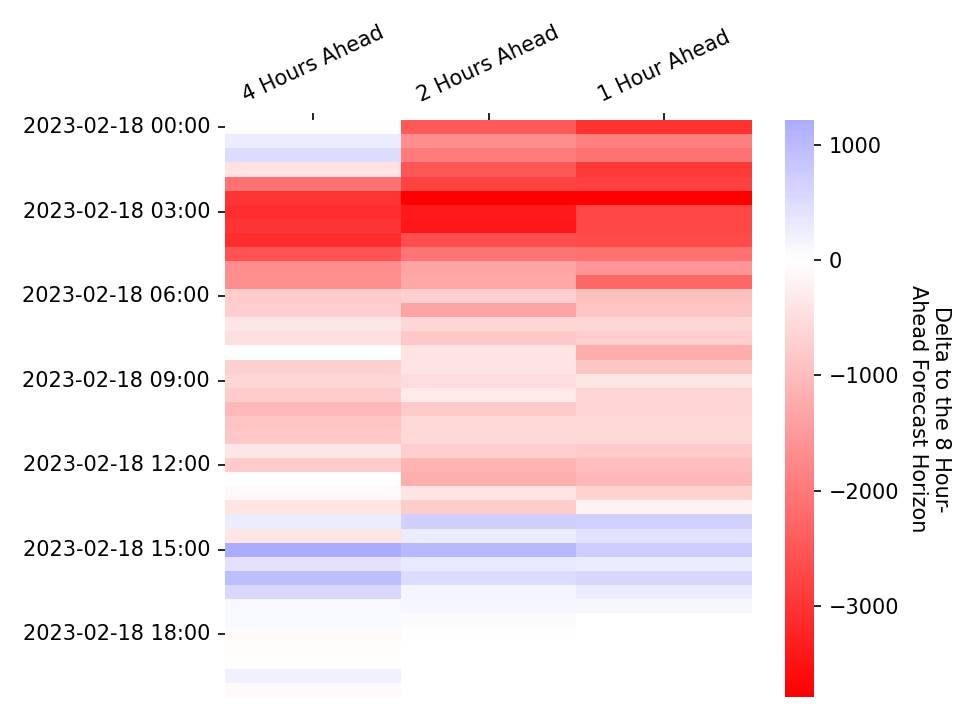 4 Hours Ahead
2 Hours Ahead
1 Hour Ahead
2023-02-18 00:00
2023-02-18 03:00
2023-02-18 06:00
2023-02-18 09:00
2023-02-18 12:00
2023-02-18 15:00
2023-02-18 18:00
1000
0
−1000
−2000
−3000
Delta to the 8 Hour-
Ahead Forecast Horizon